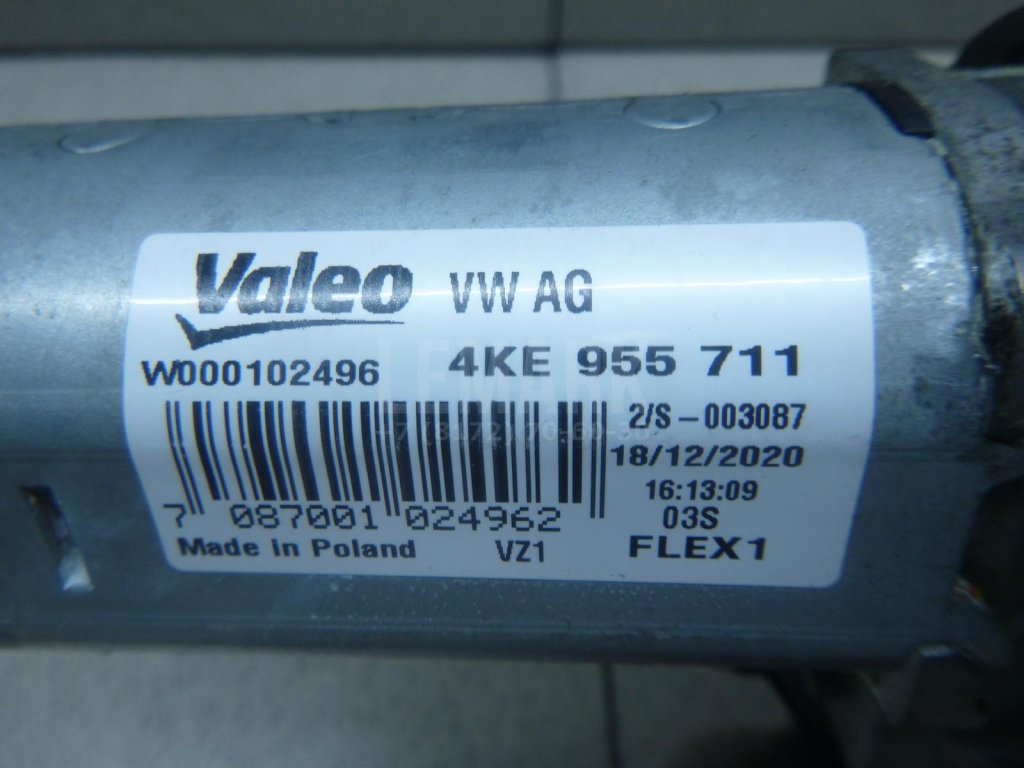 Valeo VW AG
W000102496 4KE 955 711
2/S-003087
18/12/2020
16:13:09
7 087001 024962 03S
Made in Poland VZ1 FLEX1
LEMARK